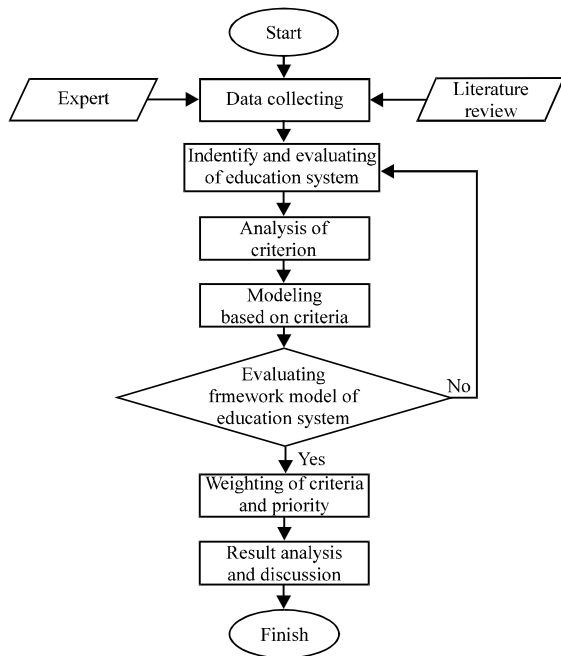 Start
Expert
Data collecting
Literature
review
Indentify and evaluating
of education system
Analysis of
criterion
Modeling
based on criteria
Evaluating
frmework model of
education system
No
Yes
Weighting of criteria
and priority
Result analysis
and discussion
Finish